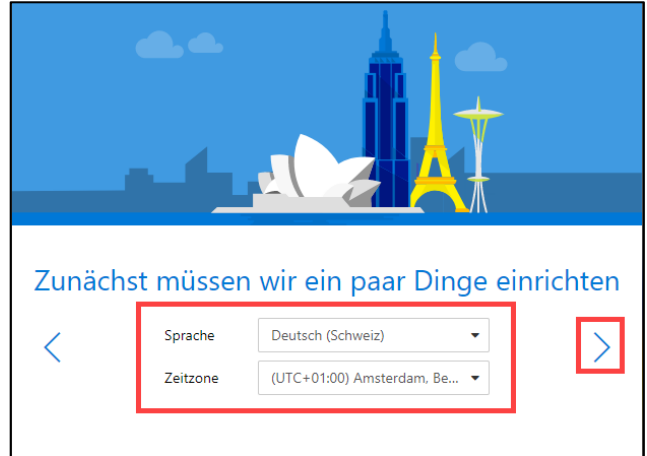 Zunächst müssen wir ein paar Dinge einrichten
Sprache Deutsch (Schweiz)
Zeitzone (UTC+01:00) Amsterdam, Be...